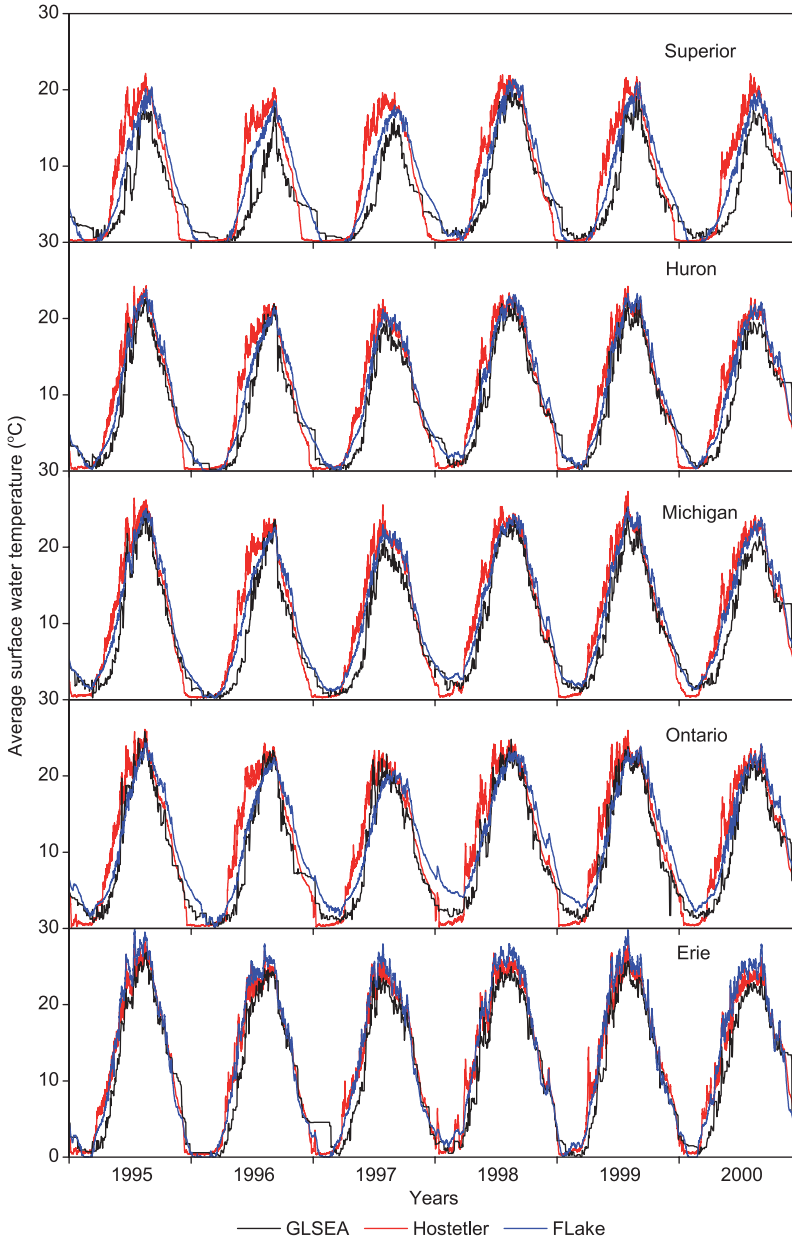 30
Superior
20
10
30
Huron
20
10
30
Michigan
20
10
30
Ontario
20
10
30
Erie
20
10
0
Average surface water temperature (°C)
1995 1996 1997 1998 1999 2000
Years
GLSEA Hostetler FLake